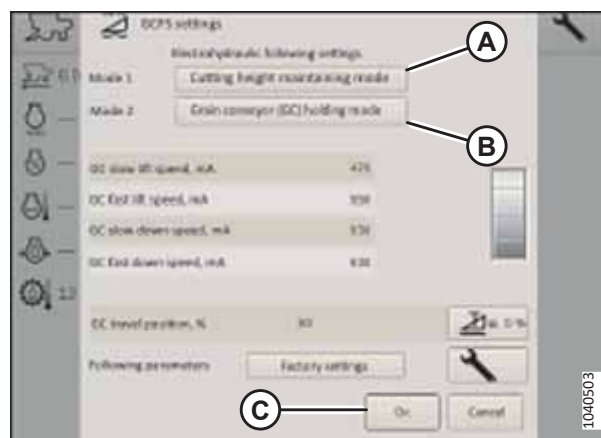 GCPS settings
Electrohydraulic following settings
Mode 1 Cutting height maintaining mode
A
Mode 2 Grain conveyor (GC) holding mode
B
GC slow lift speed, mA
GC fast lift speed, mA
GC slow down speed, mA
GC fast down speed, mA
GC travel position, %
Following parameters Factory settings
C
Ok Cancel
1040503